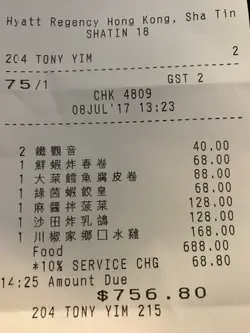 Hyatt Regency Hong Kong, Sha Tin
SHATIN 18
204 TONY YIM 2
75/1 GST 2
CHK 4809
08JUL'17 13:23
2 鐵觀音 40.00
1 鮮蝦炸春卷 68.00
1 大菜鱈魚腐皮卷 88.00
1 綠茵蝦餃皇 68.00
1 麻醬拌菠菜 128.00
1 沙田炸乳鴿 128.00
1 川椒家鄉口水雞 168.00
Food 688.00
*10% SERVICE CHG 68.80
14:25 Amount Due
$756.80
204 TONY YIM 215